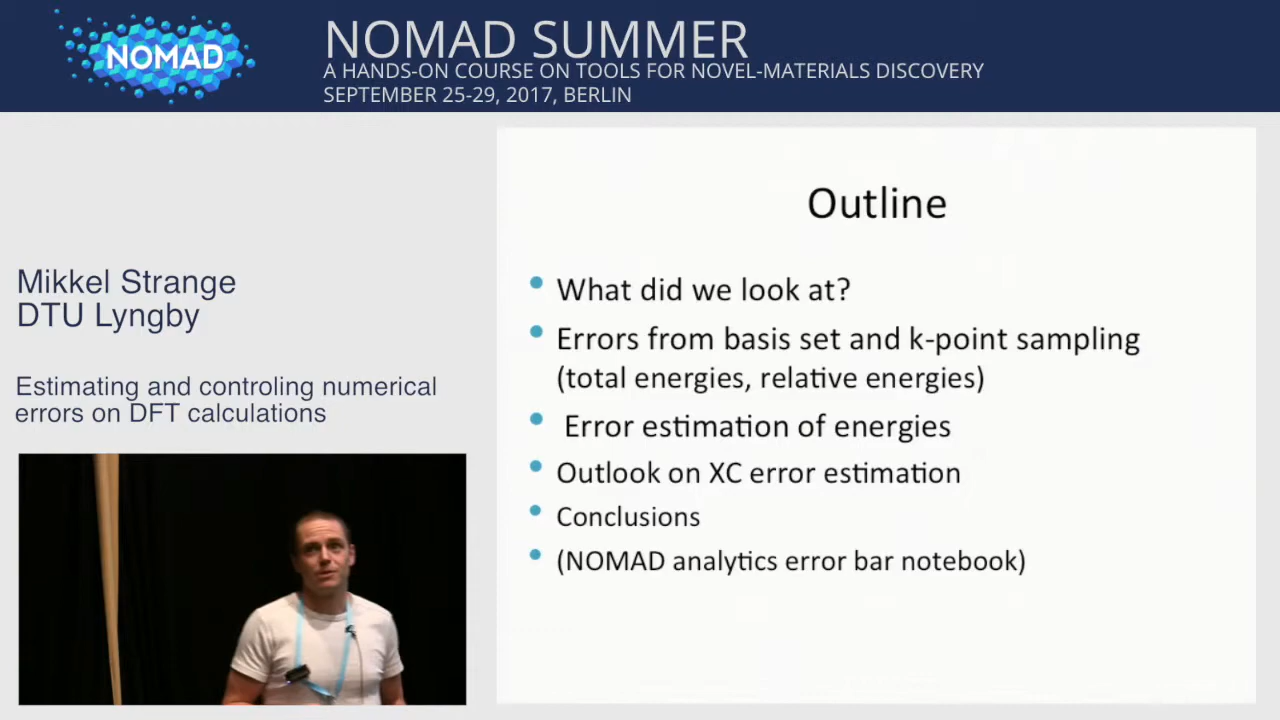 NOMAD
NOMAD SUMMER
A HANDS-ON COURSE ON TOOLS FOR NOVEL-MATERIALS DISCOVERY
SEPTEMBER 25-29, 2017, BERLIN
Mikkel Strange
DTU Lyngby
Estimating and controling numerical
errors on DFT calculations
Outline
• What did we look at?
• Errors from basis set and k-point sampling
(total energies, relative energies)
• Error estimation of energies
• Outlook on XC error estimation
• Conclusions
• (NOMAD analytics error bar notebook)